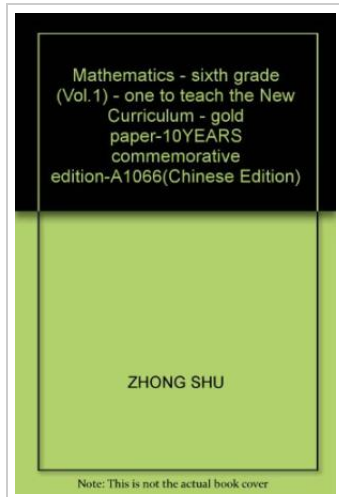 Mathematics - sixth grade
(Vol.1) - one to teach the New
Curriculum - gold
paper-10YEARS
commemorative
edition-A1066(Chinese Edition)
ZHONG SHU
Note: This is not the actual book cover